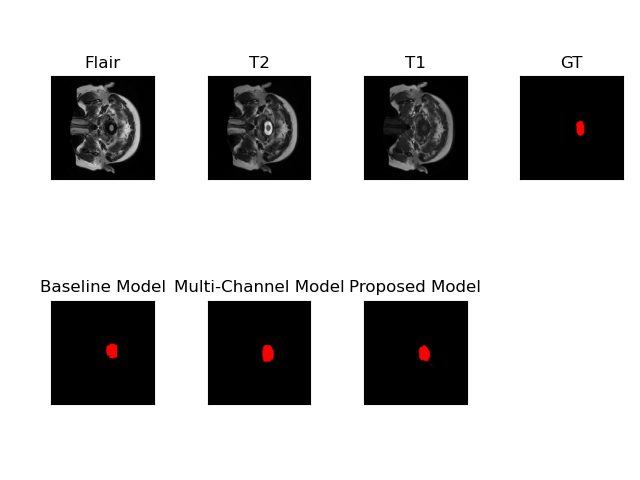 Flair
T2
T1
GT
Baseline Model
Multi-Channel Model
Proposed Model